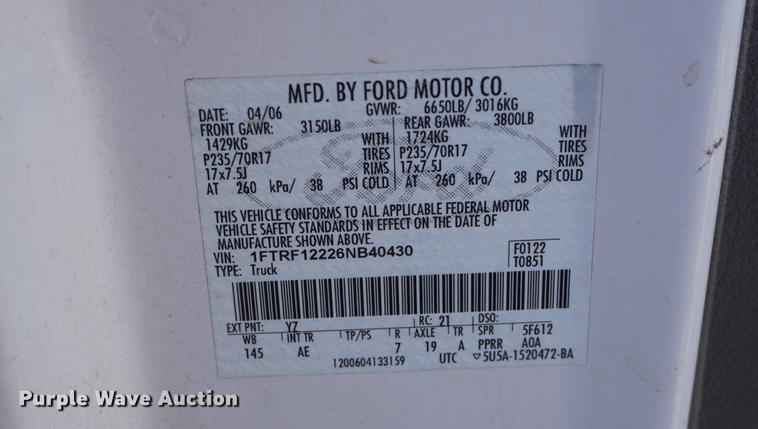 MFD. BY FORD MOTOR CO.
DATE: 04/06 GVWR: 6650LB/ 3016KG
FRONT GAWR: 3150LB REAR GAWR: 3800LB
1429KG WITH 1724KG WITH
P235/70R17 TIRES P235/70R17 TIRES
17x7.5J RIMS 17x7.5J RIMS
AT 260 kPa/ 38 PSI COLD AT 260 kPa/ 38 PSI COLD
THIS VEHICLE CONFORMS TO ALL APPLICABLE FEDERAL MOTOR
VEHICLE SAFETY STANDARDS IN EFFECT ON THE DATE OF
MANUFACTURE SHOWN ABOVE.
VIN: 1FTRF12226NB40430 F0122
TYPE: Truck T0851
EXT PNT: YZ RC: 21 DSO:
WB INT TR TP/PS R AXLE TR SPR 5F612
145 AE 7 19 A PPRR AOA
1200604133159 UTC ▽5U5A-1520472-BA
Ford
Purple Wave Auction